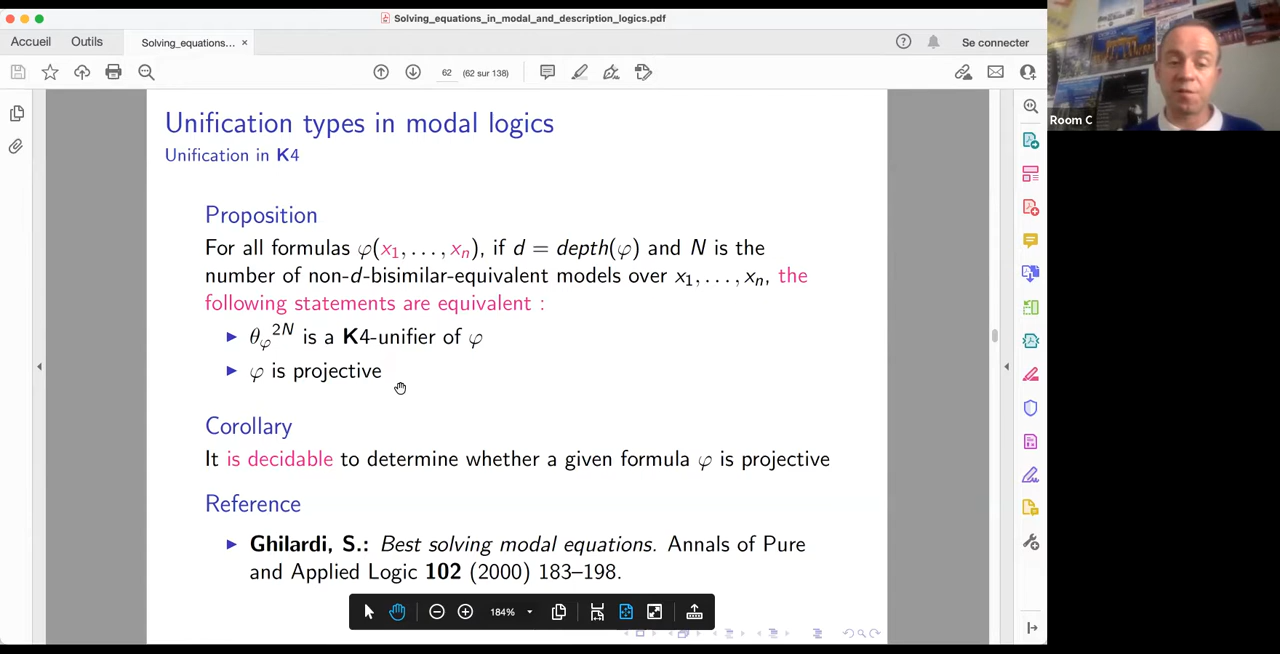 Solving_equations_in_modal_and_description_logics.pdf
Accueil Outils Solving_equations... × Se connecter
62 (62 sur 138)
Room C
Unification types in modal logics
Unification in K4
Proposition
For all formulas φ(x₁, . . . , xₙ), if d = depth(φ) and N is the
number of non-d-bisimilar-equivalent models over x₁, . . . , xₙ, the
following statements are equivalent :
► θφ²ᴺ is a K4-unifier of φ
► φ is projective
Corollary
It is decidable to determine whether a given formula φ is projective
Reference
► Ghilardi, S.: Best solving modal equations. Annals of Pure
and Applied Logic 102 (2000) 183–198.
184%